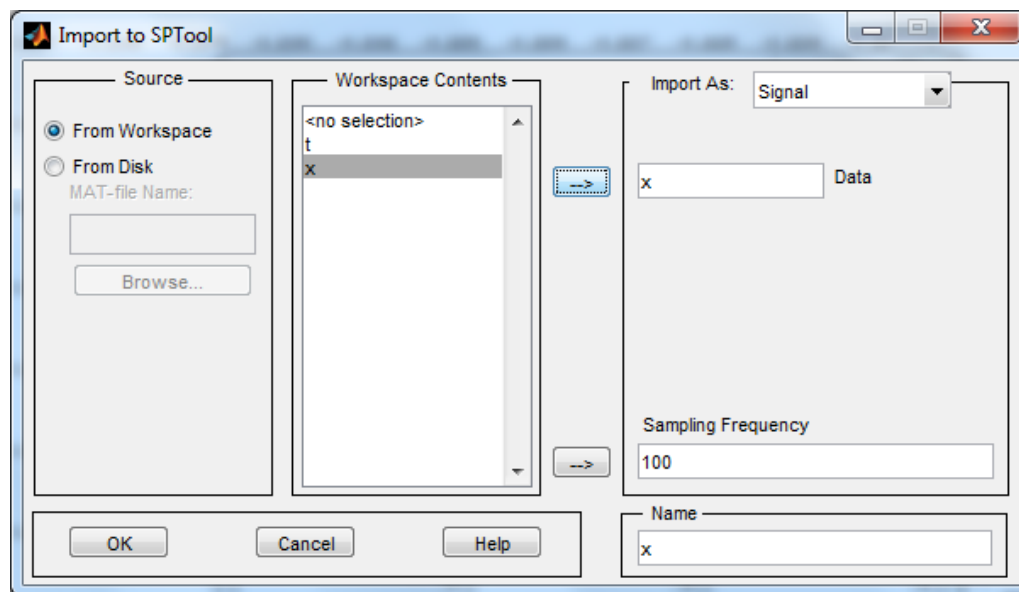 Import to SPTool
Source
From Workspace
From Disk
MAT-file Name:
Browse...
Workspace Contents
<no selection>
t
x
-->
-->
Import As:
Signal
x
Data
Sampling Frequency
100
OK
Cancel
Help
Name
x